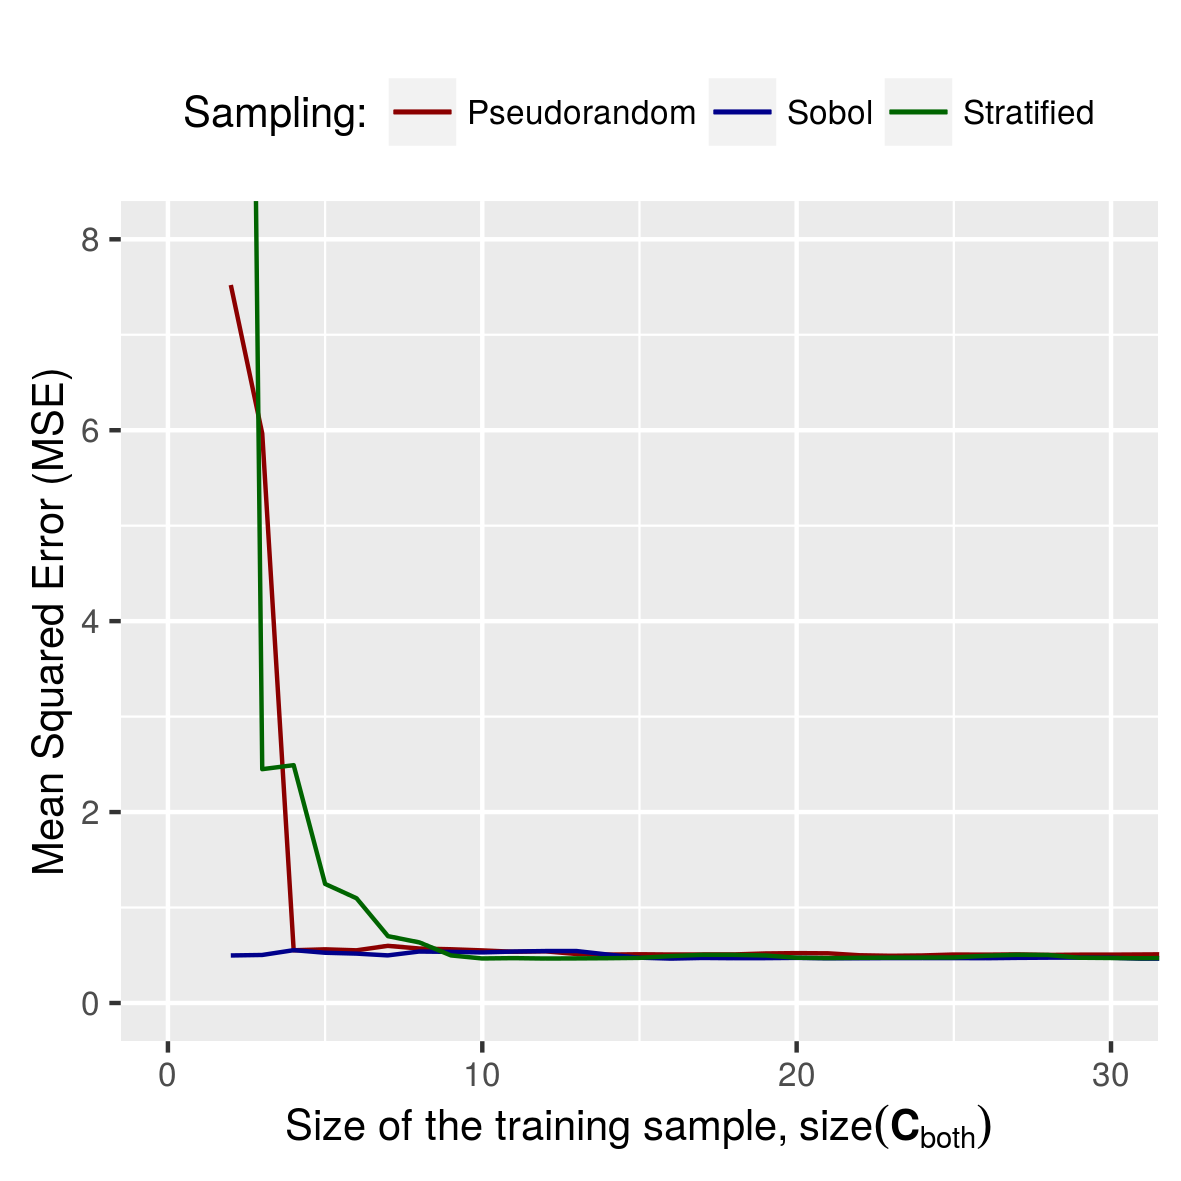 Sampling: Pseudorandom Sobol Stratified
8
6
4
2
0
Mean Squared Error (MSE)
0 10 20 30
Size of the training sample, size(C_both)